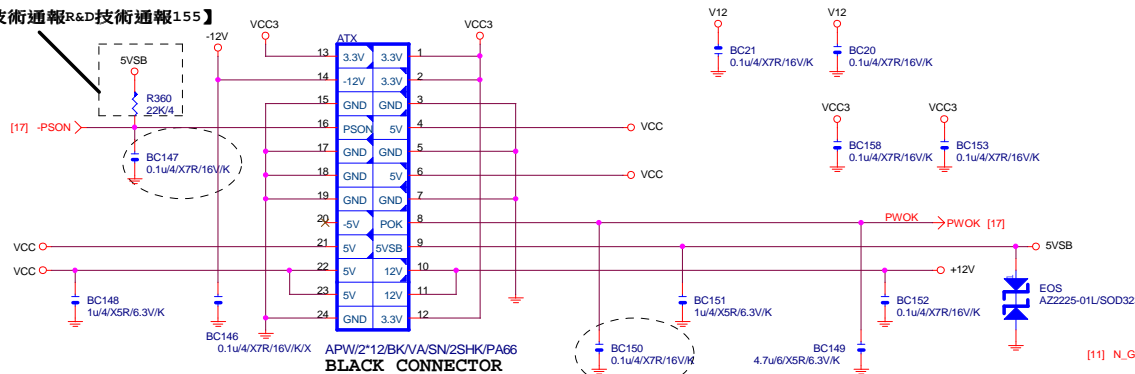 技術通報R&D技術通報155】
5VSB
R360
22K/4
[17] -PSON
BC147
0.1u/4/X7R/16V/K
-12V
VCC3
VCC3
ATX
13 3.3V 3.3V 1
14 -12V 3.3V 2
15 GND GND 3
16 PSON 5V 4
17 GND GND 5
18 GND 5V 6
19 GND GND 7
20 -5V POK 8
21 5V 5VSB 9
22 5V 12V 10
23 5V 12V 11
24 GND 3.3V 12
VCC
VCC
VCC
VCC
BC148
1u/4/X5R/6.3V/K
BC146
0.1u/4/X7R/16V/K/X
APW/2*12/BK/VA/SN/2SHK/PA66
BLACK CONNECTOR
V12
BC21
0.1u/4/X7R/16V/K
V12
BC20
0.1u/4/X7R/16V/K
VCC3
BC158
0.1u/4/X7R/16V/K
VCC3
BC153
0.1u/4/X7R/16V/K
PWOK
PWOK [17]
5VSB
+12V
BC151
1u/4/X5R/6.3V/K
BC152
0.1u/4/X7R/16V/K
EOS
AZ2225-01L/SOD32
BC150
0.1u/4/X7R/16V/K
BC149
4.7u/6/X5R/6.3V/K
[11] N_G